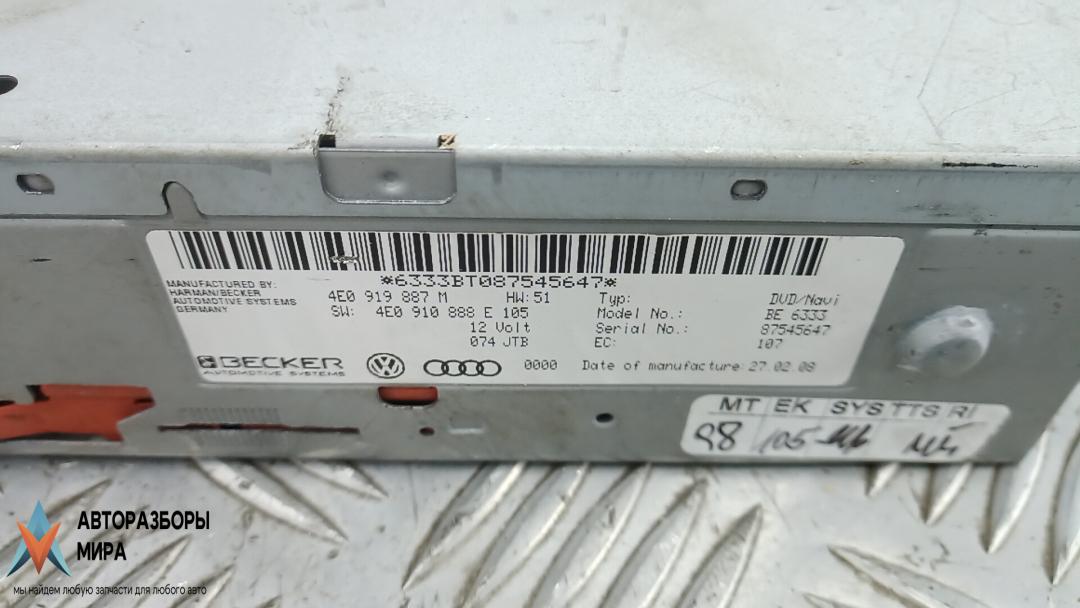 *6333BT087545647*
MANUFACTURED BY:
HARMAN/BECKER
AUTOMOTIVE SYSTEMS
GERMANY
4E0 919 887 M HW:51
SW: 4E0 910 888 E 105
12 Volt
074 JTB
Typ: DVD/Navi
Model No.: BE 6333
Serial No.: 87545647
EC: 107
BECKER
AUTOMOTIVE SYSTEMS
0000 Date of manufacture: 27.02.08
MT EK SYS TTS RI
98 105
АВТОРАЗБОРЫ
МИРА
мы найдем любую запчасти для любого авто